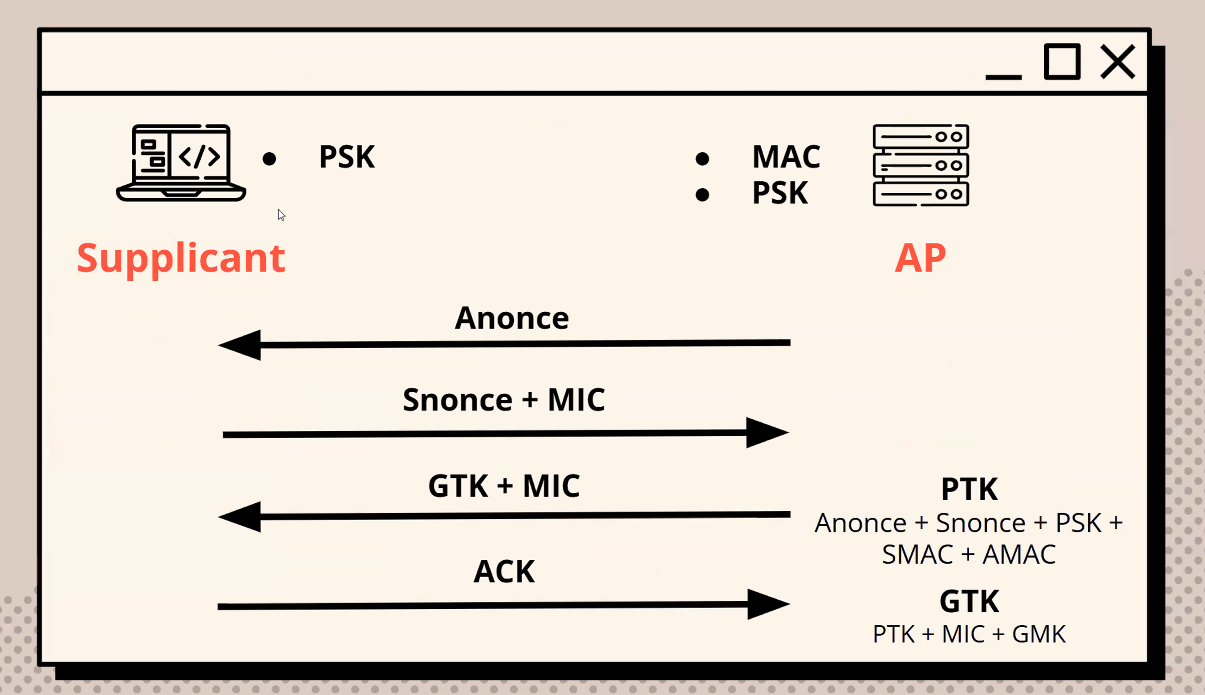 PSK
MAC
PSK
</>
Supplicant
AP
Anonce
Snonce + MIC
GTK + MIC
PTK
Anonce + Snonce + PSK +
SMAC + AMAC
ACK
GTK
PTK + MIC + GMK